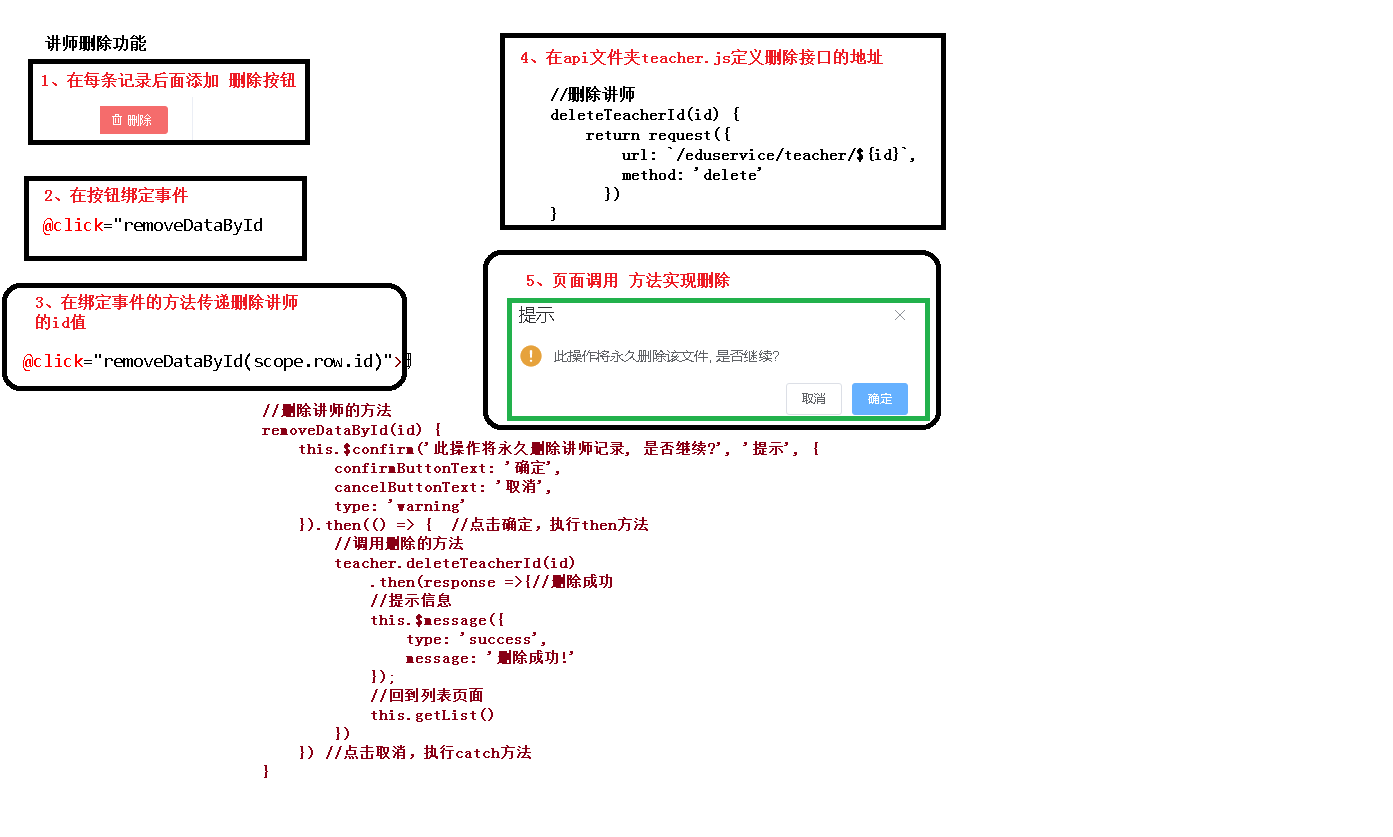 讲师删除功能
1、在每条记录后面添加 删除按钮
删除
2、在按钮绑定事件
@click="removeDataById
3、在绑定事件的方法传递删除讲师
的id值
@click="removeDataById(scope.row.id)">
4、在api文件夹teacher.js定义删除接口的地址
//删除讲师
deleteTeacherId(id) {
return request({
url: `/eduservice/teacher/${id}`,
method: 'delete'
})
}
5、页面调用 方法实现删除
提示
此操作将永久删除该文件, 是否继续?
取消 确定
//删除讲师的方法
removeDataById(id) {
this.$confirm('此操作将永久删除讲师记录, 是否继续?', '提示', {
confirmButtonText: '确定',
cancelButtonText: '取消',
type: 'warning'
}).then(() => { //点击确定，执行then方法
//调用删除的方法
teacher.deleteTeacherId(id)
.then(response =>{//删除成功
//提示信息
this.$message({
type: 'success',
message: '删除成功!'
});
//回到列表页面
this.getList()
})
}) //点击取消，执行catch方法
}